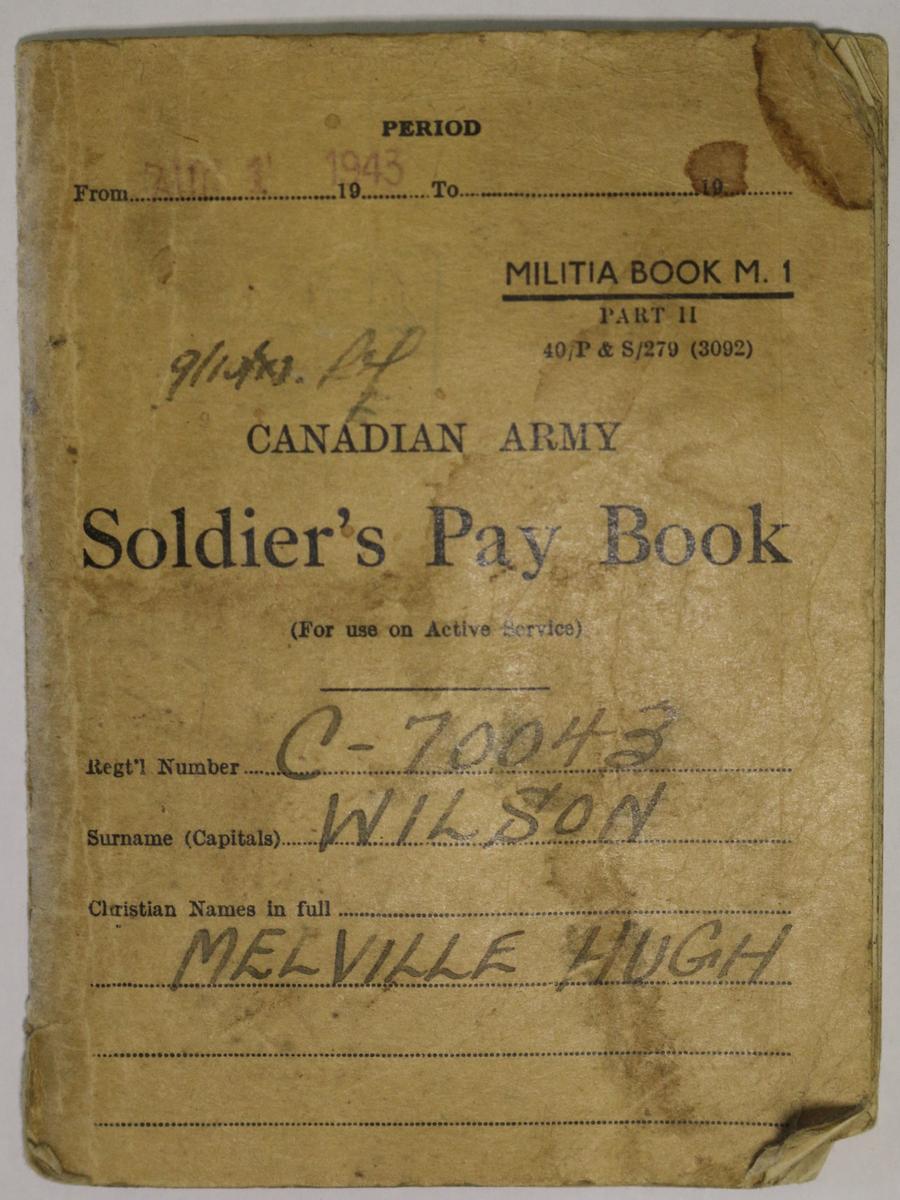 PERIOD
From AUG 1 1943 19 To 19
MILITIA BOOK M. 1
PART II
40/P & S/279 (3092)
CANADIAN ARMY
Soldier's Pay Book
(For use on Active Service)
Regt'l Number C-70043
Surname (Capitals) WILSON
Christian Names in full
MELVILLE HUGH